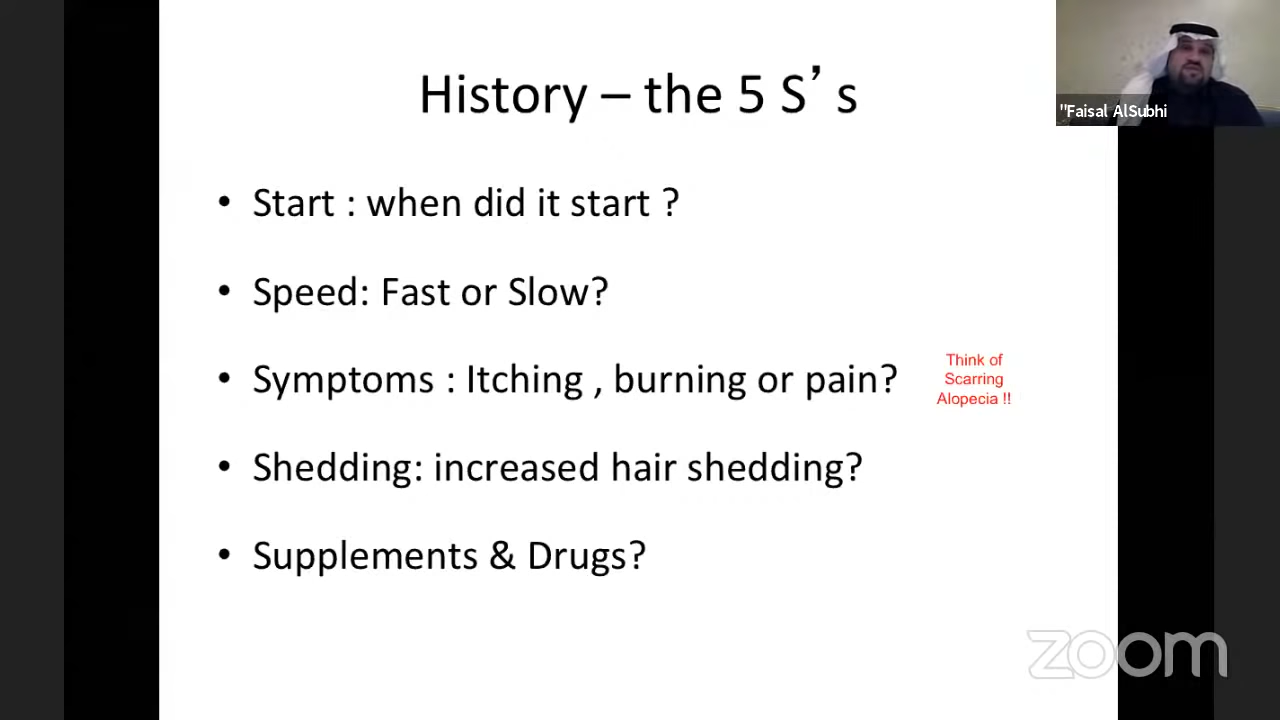 History – the 5 S’ s
"Faisal AlSubhi
• Start : when did it start ?
• Speed: Fast or Slow?
• Symptoms : Itching , burning or pain?
Think of
Scarring
Alopecia !!
• Shedding: increased hair shedding?
• Supplements & Drugs?
zoom